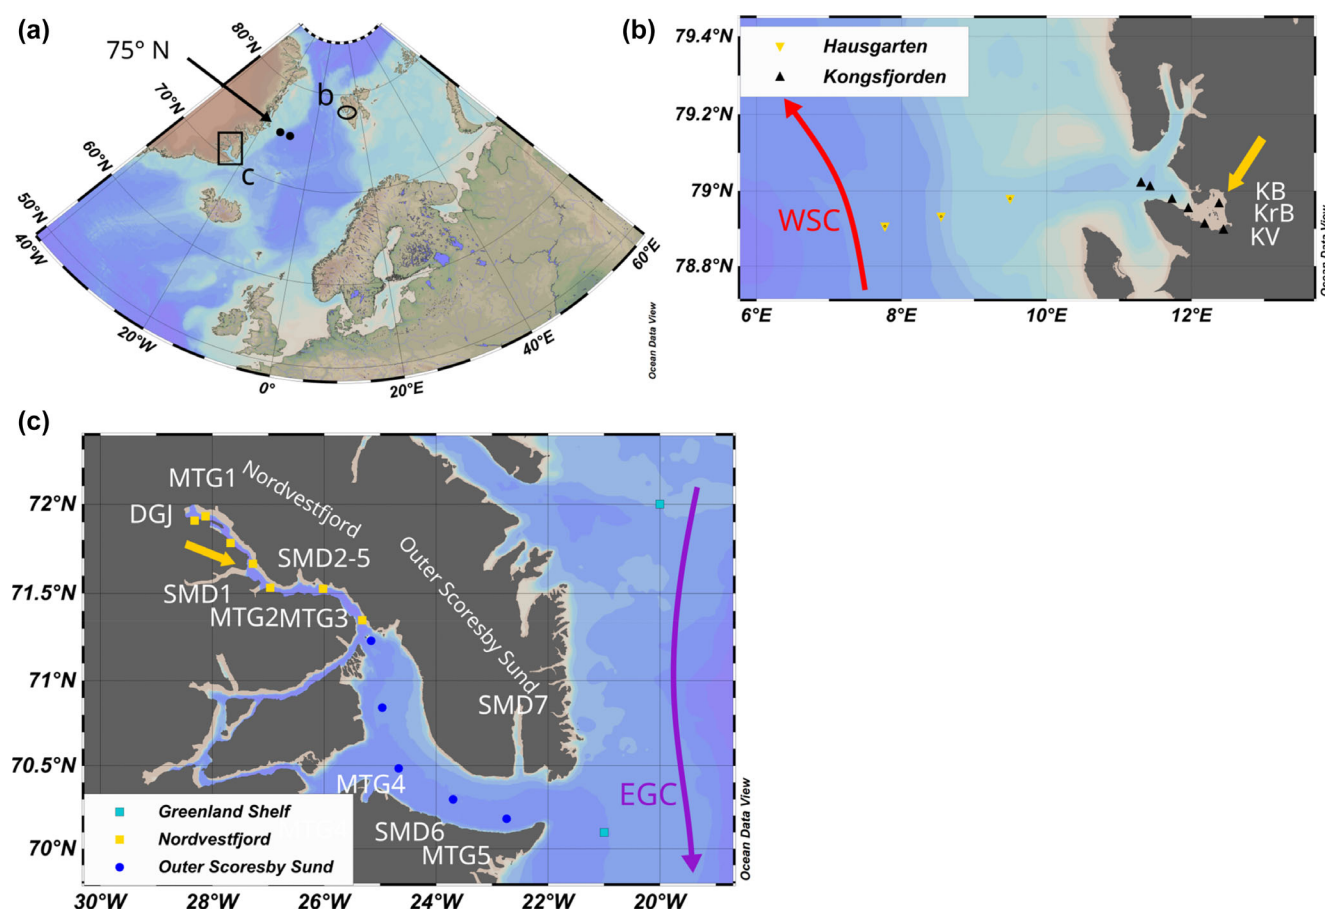 (a)
75° N
80°N
70°N
60°N
50°N
40°W
20°W
0°
20°E
40°E
60°E
b
c
Ocean Data View
(b)
79.4°N
79.2°N
79°N
78.8°N
Hausgarten
Kongsfjorden
WSC
KB
KrB
KV
6°E
8°E
10°E
12°E
Ocean Data View
(c)
72°N
71.5°N
71°N
70.5°N
70°N
MTG1
Nordvestfjord
DGJ
SMD2-5
Outer Scoresby Sund
SMD1
MTG2
MTG3
SMD7
MTG4
EGC
SMD6
MTG5
Greenland Shelf
Nordvestfjord
Outer Scoresby Sund
30°W
28°W
26°W
24°W
22°W
20°W
Ocean Data View